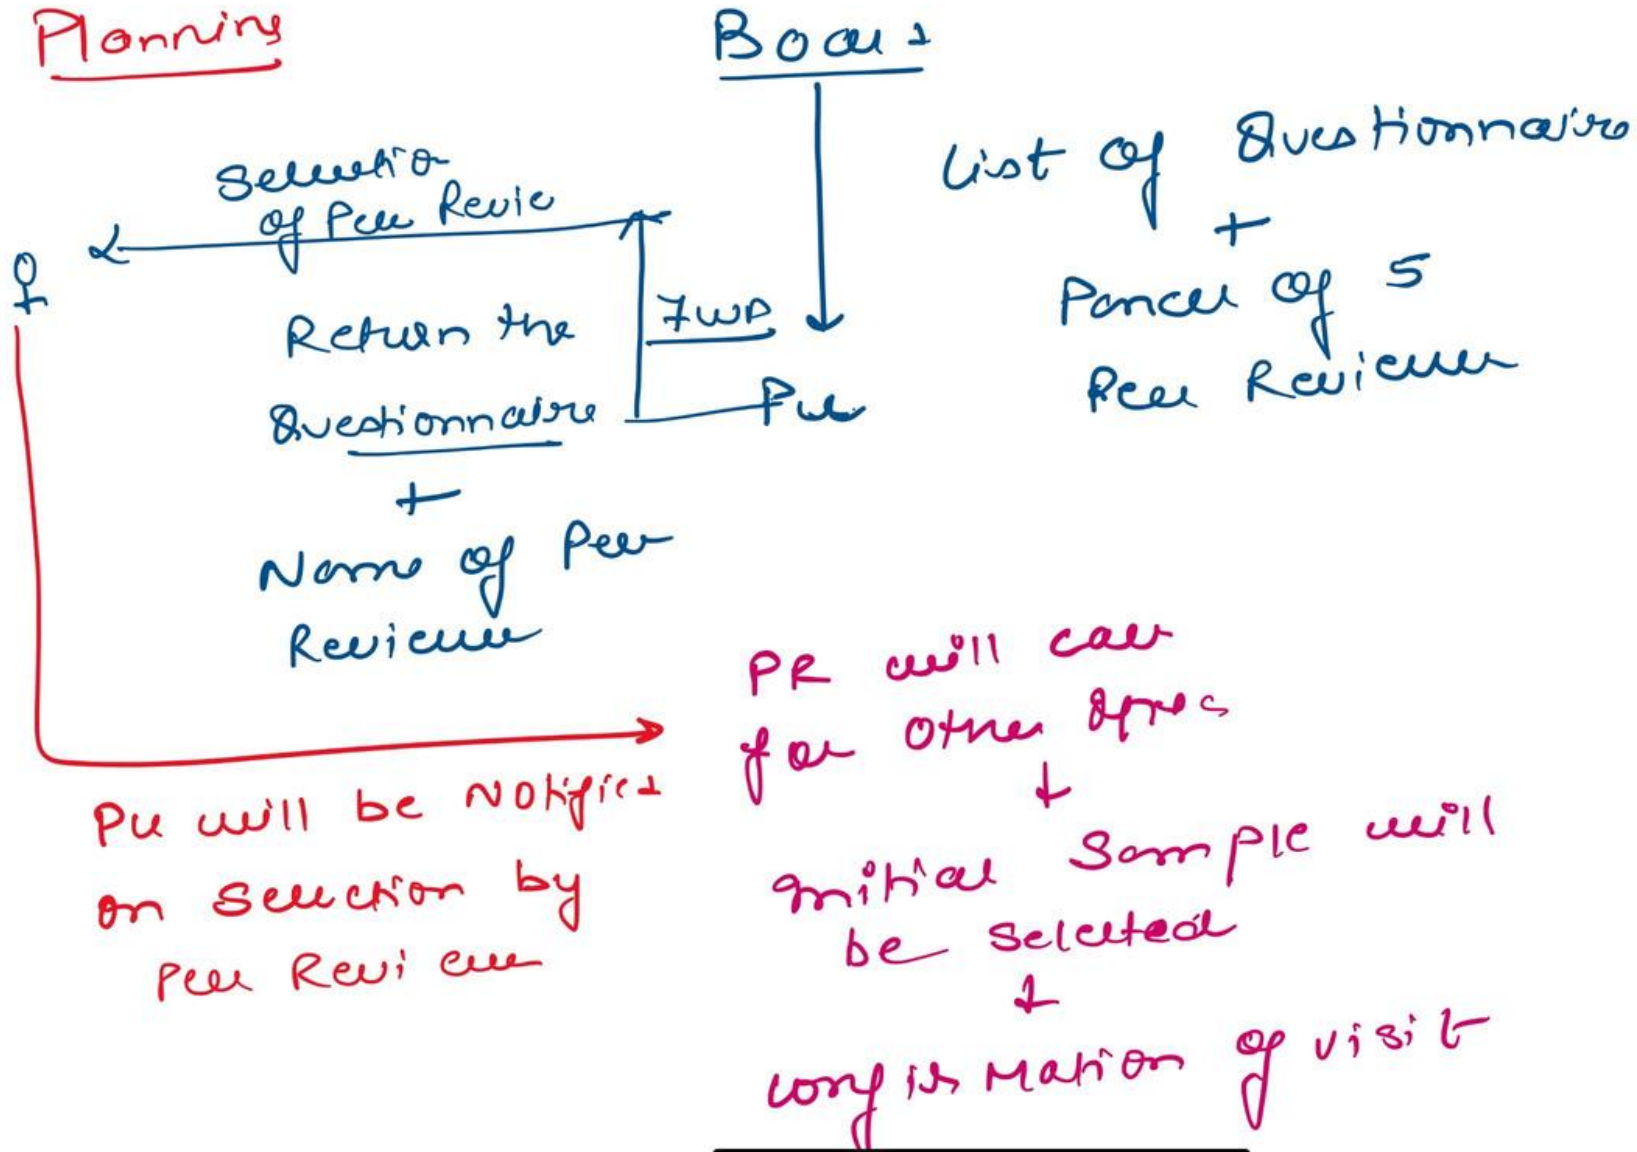 Planning
Board
List of Questionnaire
+
Panel of 5
Peer Reviewer
Selection
of Peer Revie
7WD
PU
Return the
Questionnaire
+
Name of Peer
Reviewer
PU will be Notified
on Selection by
Peer Reviewer
PR will call
for other
Initial Sample will
be Selected
+
Confirmation of visit